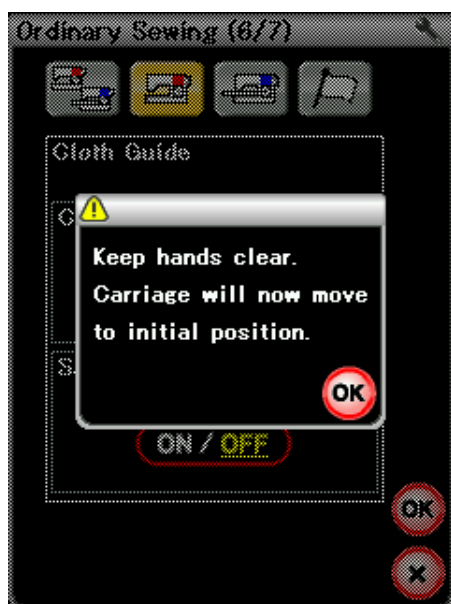 Ordinary Sewing (6/7)
Cloth Guide
Keep hands clear.
Carriage will now move
to initial position.
OK
ON / OFF
OK